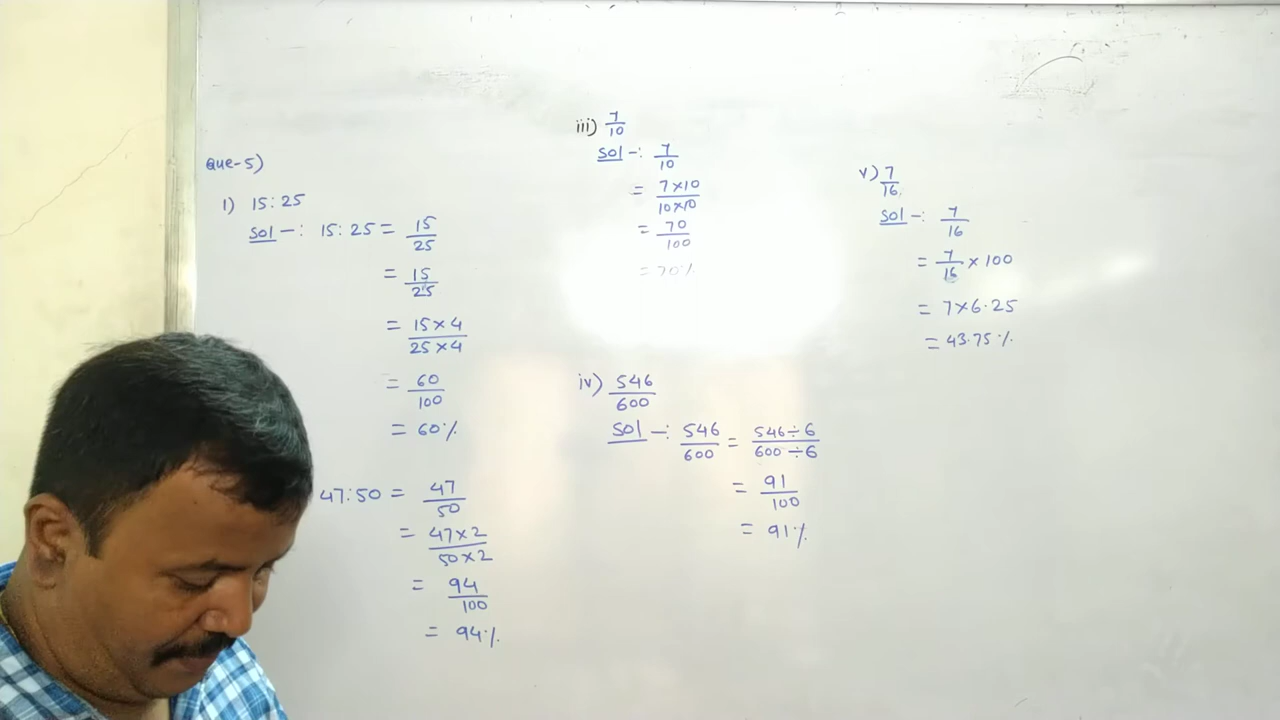 Que-5)
i) 15:25
Sol-: 15:25 = 15/25
= 15/25
= 15×4/25×4
= 60/100
= 60%
47:50 = 47/50
= 47×2/50×2
= 94/100
= 94%
iii) 7/10
Sol-: 7/10
= 7×10/10×10
= 70/100
= 70%
iv) 546/600
Sol-: 546/600 = 546÷6/600÷6
= 91/100
= 91%
v) 7/16
Sol-: 7/16
= 7/16 × 100
= 7×6.25
= 43.75%